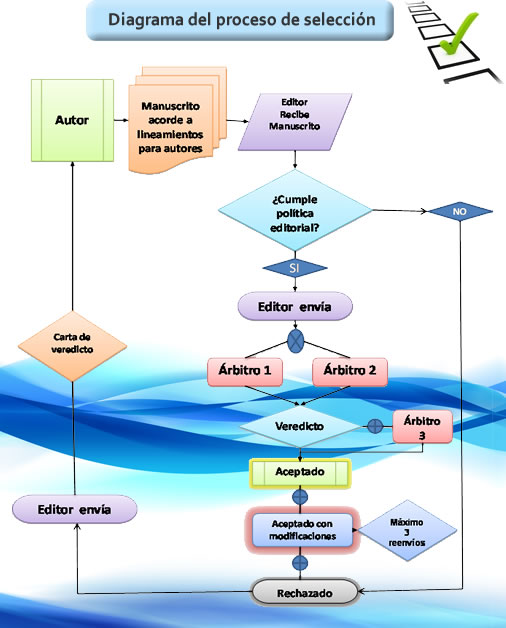 Diagrama del proceso de selección
Autor
Manuscrito
acorde a
lineamientos
para autores
Editor
Recibe
Manuscrito
¿Cumple
política
editorial?
NO
SI
Editor envía
Árbitro 1
Árbitro 2
Carta de
veredicto
Veredicto
Árbitro
3
Aceptado
Editor envía
Aceptado con
modificaciones
Máximo
3
reenvíos
Rechazado